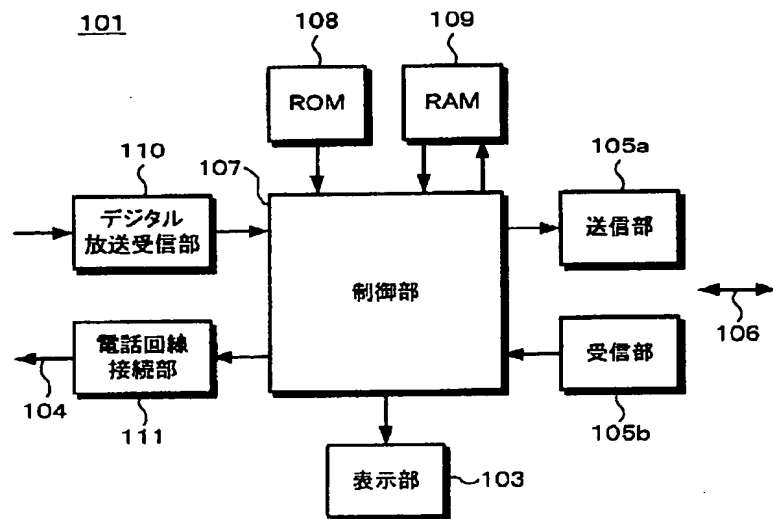 101
108
109
ROM
RAM
110
107
105a
デジタル
放送受信部
送信部
制御部
106
電話回線
接続部
受信部
104
111
105b
表示部
103